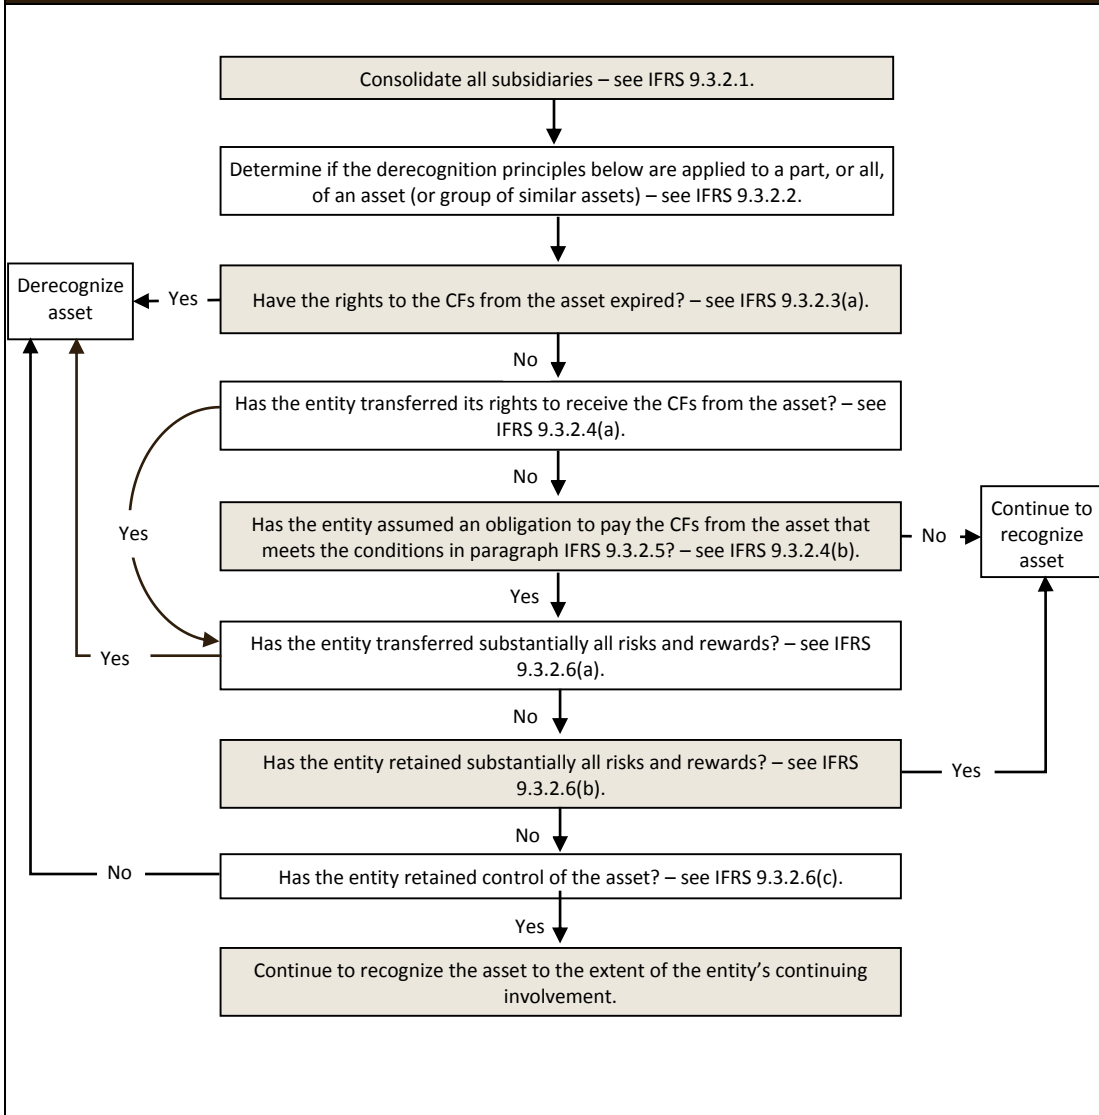 Consolidate all subsidiaries – see IFRS 9.3.2.1.
Determine if the derecognition principles below are applied to a part, or all,
of an asset (or group of similar assets) – see IFRS 9.3.2.2.
Derecognize
asset
Yes
Have the rights to the CFs from the asset expired? – see IFRS 9.3.2.3(a).
No
Has the entity transferred its rights to receive the CFs from the asset? – see
IFRS 9.3.2.4(a).
No
Yes
Has the entity assumed an obligation to pay the CFs from the asset that
meets the conditions in paragraph IFRS 9.3.2.5? – see IFRS 9.3.2.4(b).
No
Continue to
recognize
asset
Yes
Has the entity transferred substantially all risks and rewards? – see IFRS
9.3.2.6(a).
Yes
No
Has the entity retained substantially all risks and rewards? – see IFRS
9.3.2.6(b).
Yes
No
Has the entity retained control of the asset? – see IFRS 9.3.2.6(c).
No
Yes
Continue to recognize the asset to the extent of the entity’s continuing
involvement.